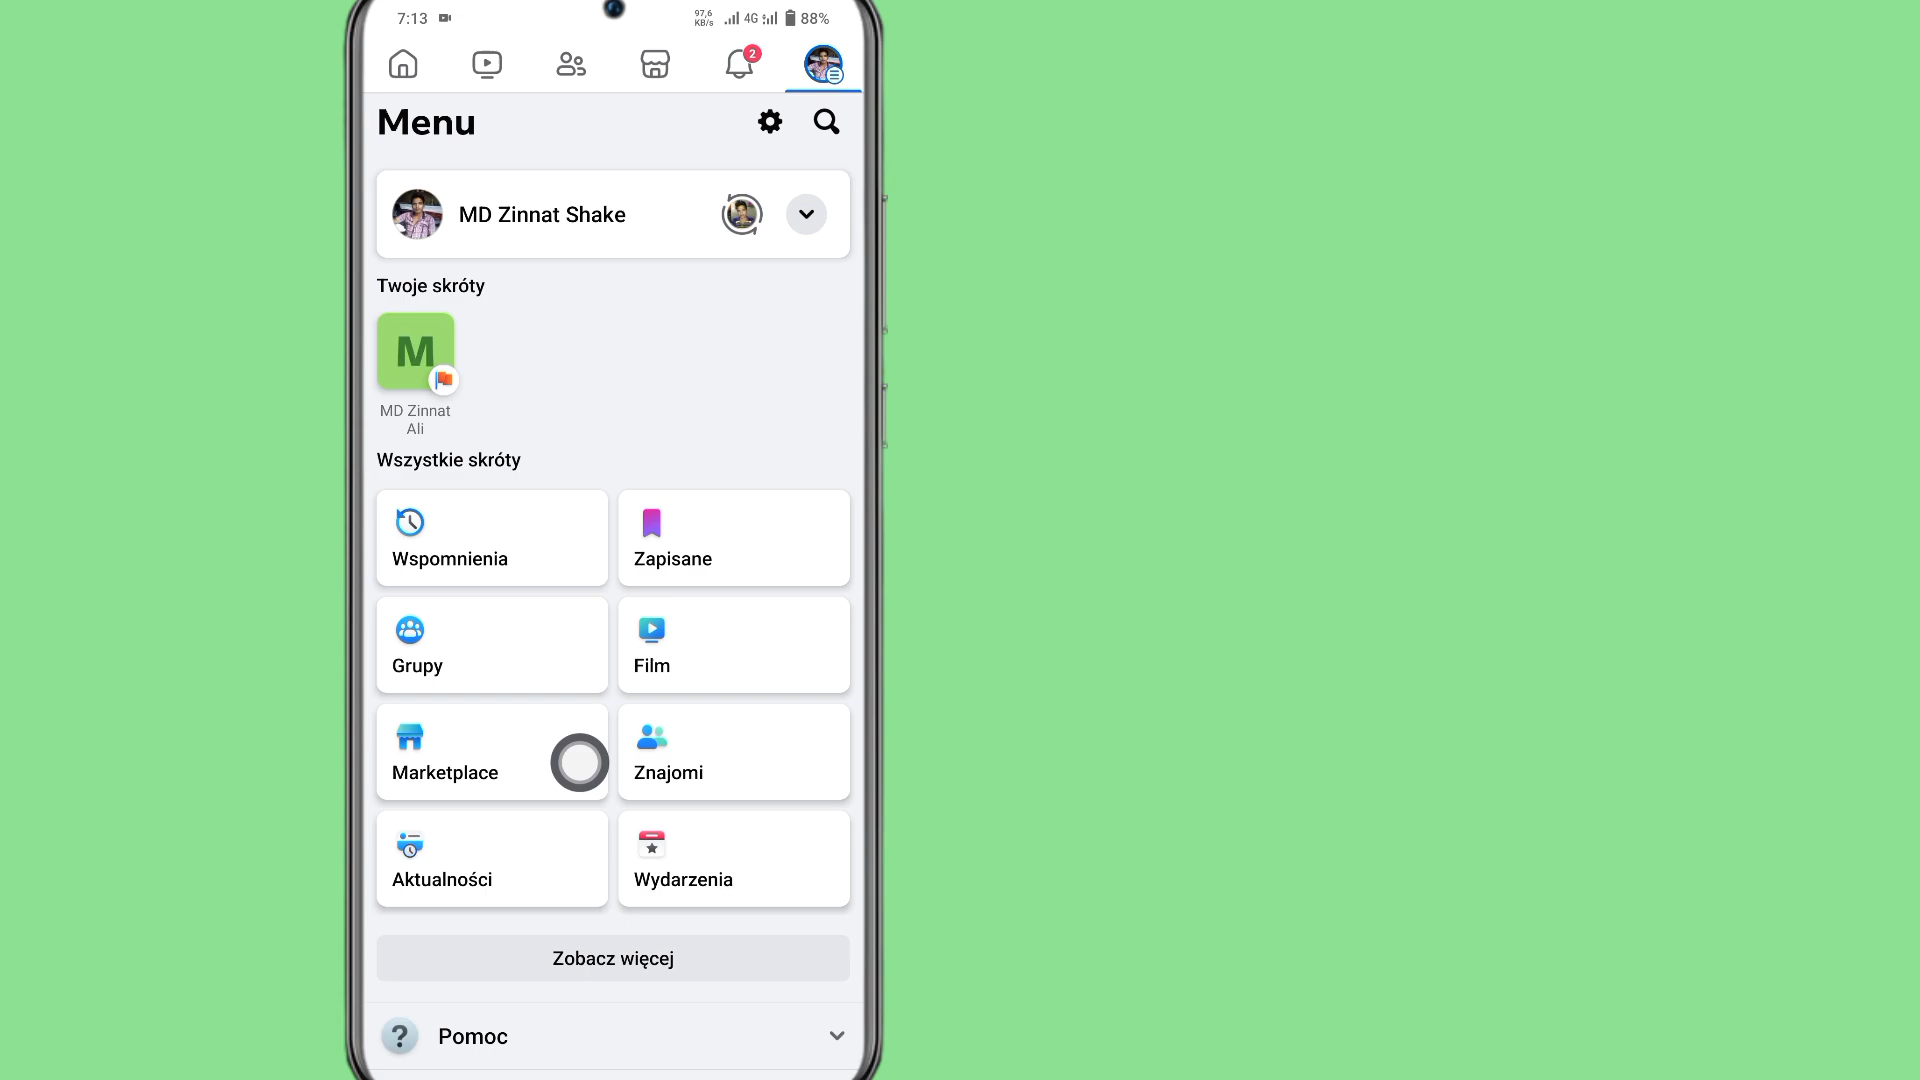 7:13
97,6
KB/s
4G
88%
2
Menu
MD Zinnat Shake
Twoje skróty
M
MD Zinnat
Ali
Wszystkie skróty
Wspomnienia
Zapisane
Grupy
Film
Marketplace
Znajomi
Aktualności
Wydarzenia
Zobacz więcej
?
Pomoc